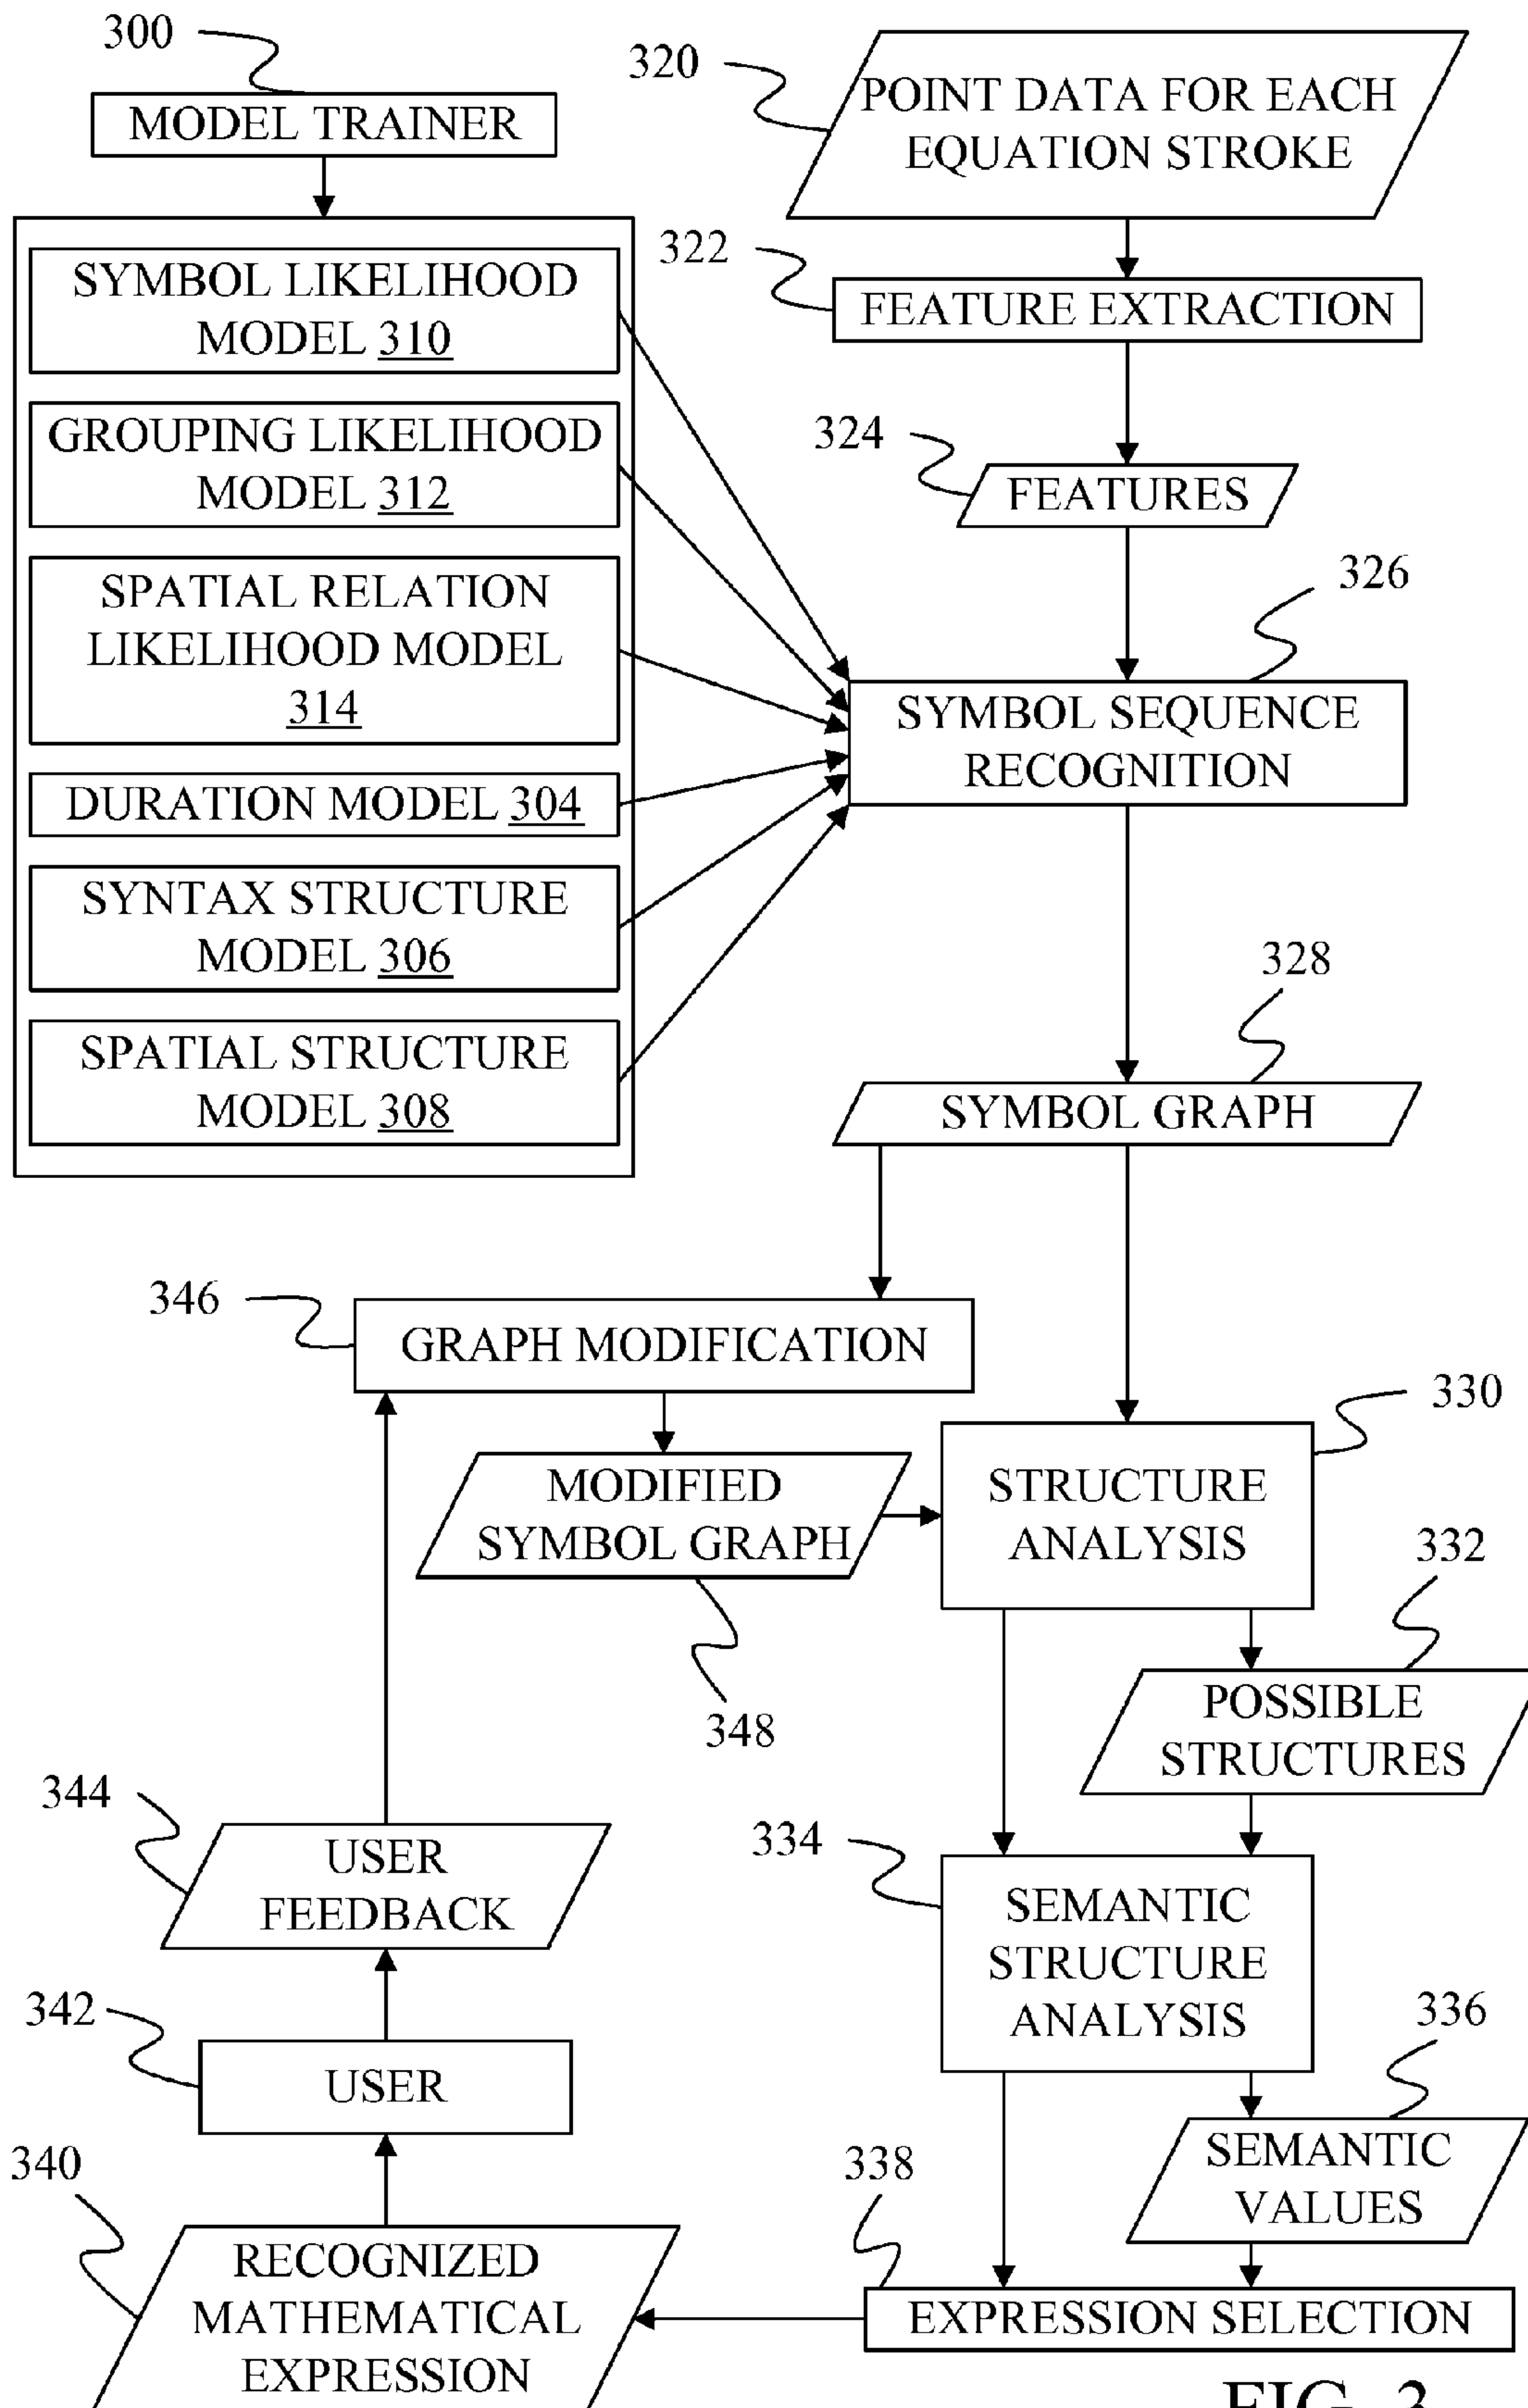 300
MODEL TRAINER
SYMBOL LIKELIHOOD
MODEL 310
GROUPING LIKELIHOOD
MODEL 312
SPATIAL RELATION
LIKELIHOOD MODEL
314
DURATION MODEL 304
SYNTAX STRUCTURE
MODEL 306
SPATIAL STRUCTURE
MODEL 308
320
POINT DATA FOR EACH
EQUATION STROKE
322
FEATURE EXTRACTION
324
FEATURES
326
SYMBOL SEQUENCE
RECOGNITION
328
SYMBOL GRAPH
346
GRAPH MODIFICATION
MODIFIED
SYMBOL GRAPH
348
330
STRUCTURE
ANALYSIS
332
POSSIBLE
STRUCTURES
334
SEMANTIC
STRUCTURE
ANALYSIS
336
SEMANTIC
VALUES
338
EXPRESSION SELECTION
344
USER
FEEDBACK
342
USER
340
RECOGNIZED
MATHEMATICAL
EXPRESSION
FIG. 3